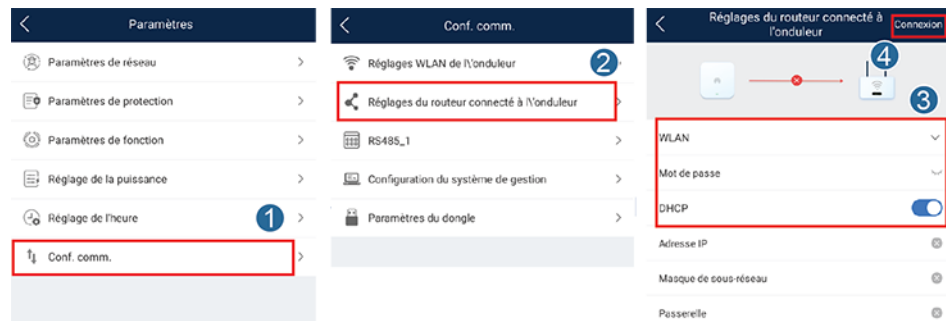 Paramètres
Paramètres de réseau
Paramètres de protection
Paramètres de fonction
Réglage de la puissance
Réglage de l'heure
1
Conf. comm.
Conf. comm.
Réglages WLAN de l\'onduleur
2
Réglages du routeur connecté à l\'onduleur
RS485_1
Configuration du système de gestion
Paramètres du dongle
Réglages du routeur connecté à
l'onduleur
Connexion
4
3
WLAN
Mot de passe
DHCP
Adresse IP
Masque de sous-réseau
Passerelle